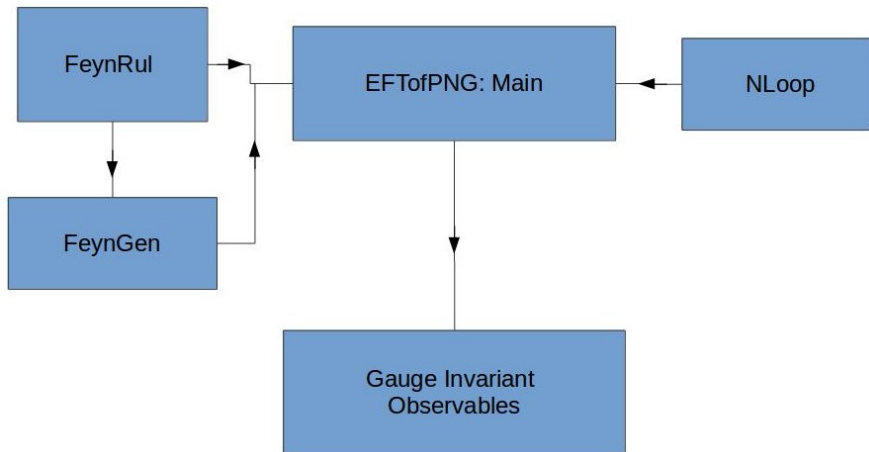 FeynRul
EFTofPNG: Main
NLoop
FeynGen
Gauge Invariant
Observables